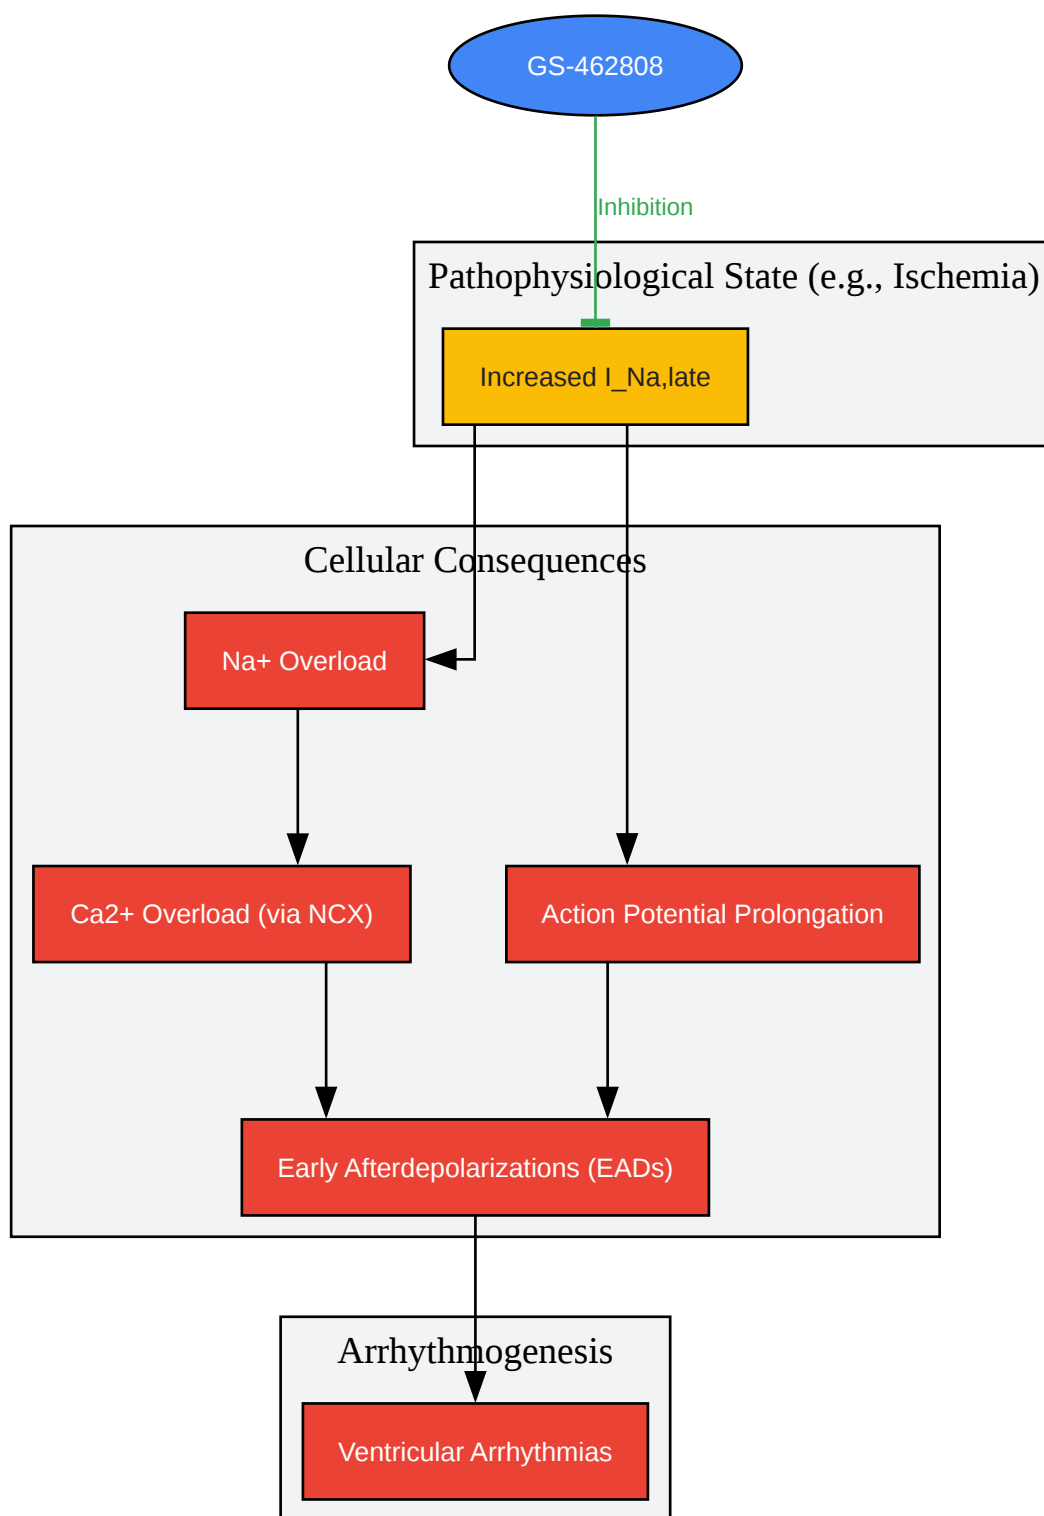 GS-462808
Inhibition
Pathophysiological State (e.g., Ischemia)
Increased I_Na,late
Cellular Consequences
Na+ Overload
Ca2+ Overload (via NCX)
Action Potential Prolongation
Early Afterdepolarizations (EADs)
Arrhythmogenesis
Ventricular Arrhythmias